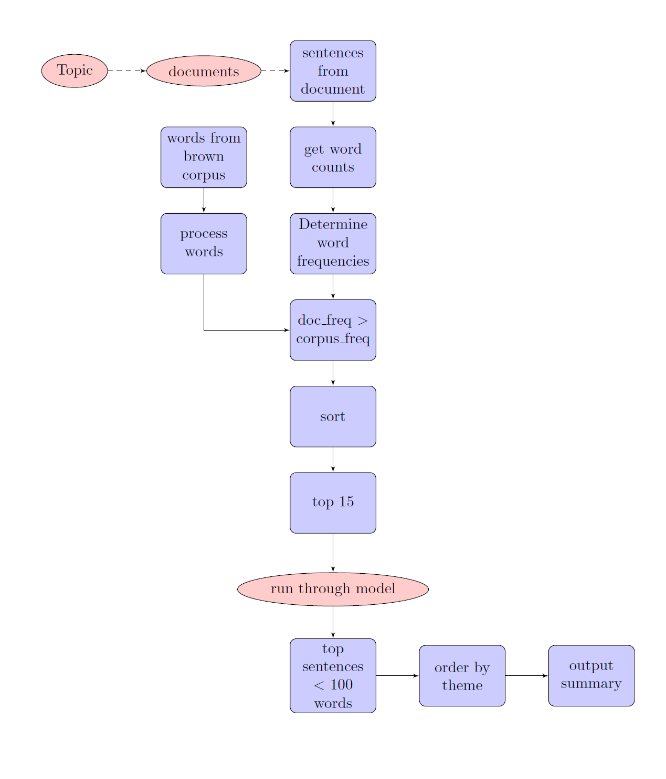 Topic
documents
sentences
from
document
words from
brown
corpus
get word
counts
process
words
Determine
word
frequencies
doc_freq >
corpus_freq
sort
top 15
run through model
top
sentences
< 100
words
order by
theme
output
summary